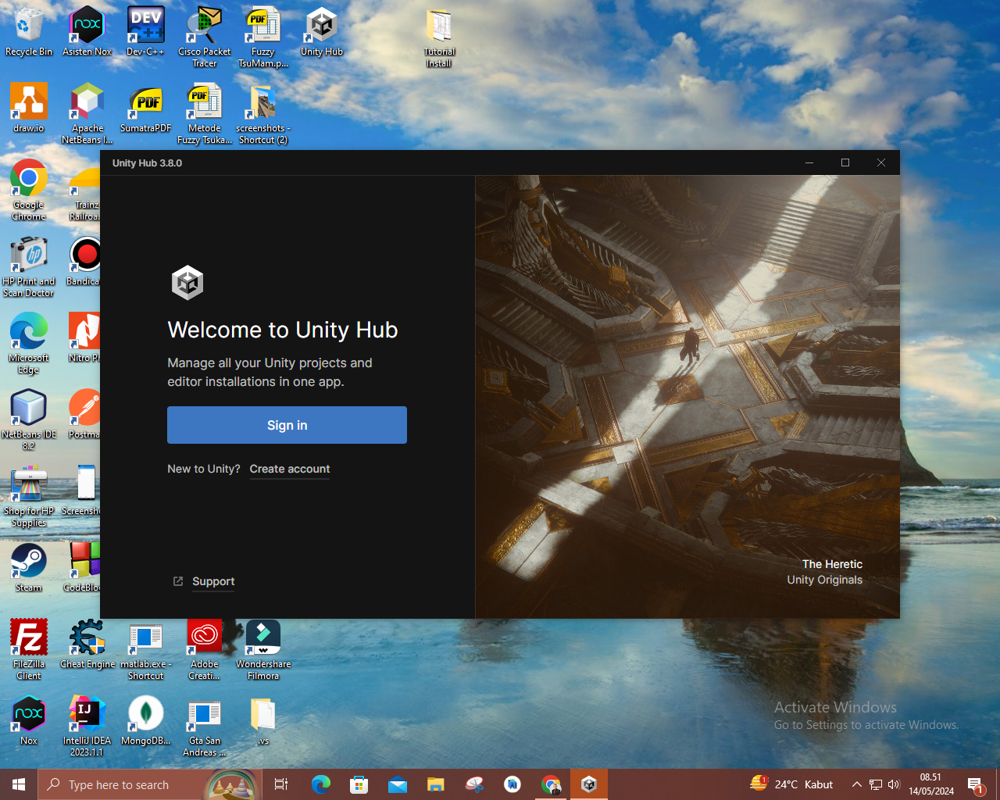 Recycle Bin
Asisten Nox
Dev-C++
Cisco Packet
Tracer
Fuzzy
TsuMam.p...
Unity Hub
Tutorial
Install
draw.io
Apache
NetBeans I...
SumatraPDF
Metode
Fuzzy Tsuka...
screenshots -
Shortcut (2)
Google
Chrome
Trainz
Railroa
HP Print and
Scan Doctor
Bandica
Microsoft
Edge
Nitro Pr
NetBeans IDE
8.2
Postma
Shop for HP
Supplies
Screensho
Steam
CodeBloc
FileZilla
Client
Cheat Engine
matlab.exe -
Shortcut
Adobe
Creati...
Wondershare
Filmora
Nox
IntelliJ IDEA
2023.1.1
MongoDB...
Gta San
Andreas ...
.vs
Unity Hub 3.8.0
Welcome to Unity Hub
Manage all your Unity projects and
editor installations in one app.
Sign in
New to Unity? Create account
Support
The Heretic
Unity Originals
Activate Windows
Go to Settings to activate Windows.
Type here to search
24°C Kabut
08.51
14/05/2024